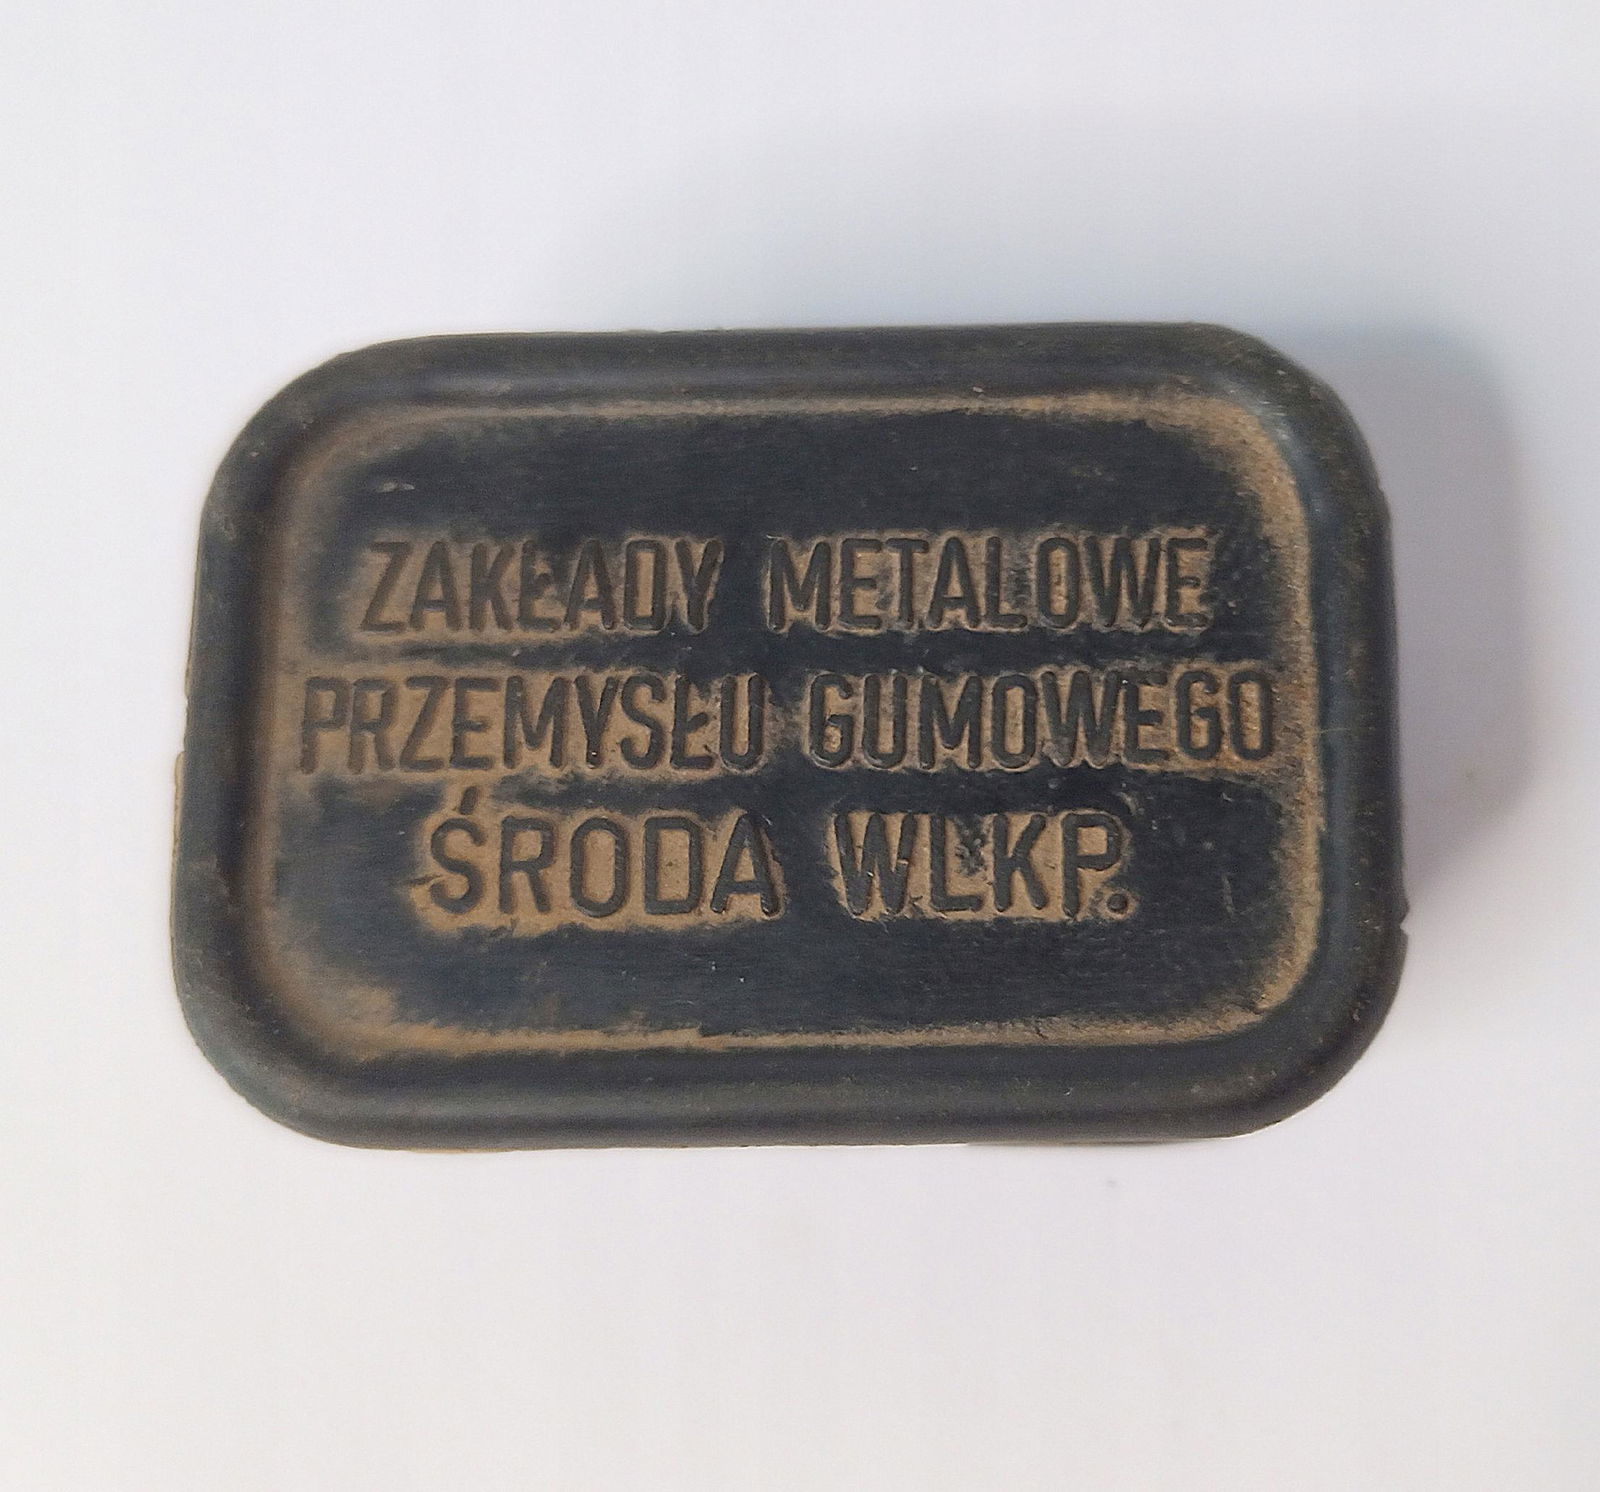 ZAKŁADY METALOWE
PRZEMYSŁU GUMOWEGO
ŚRODA WLKP.